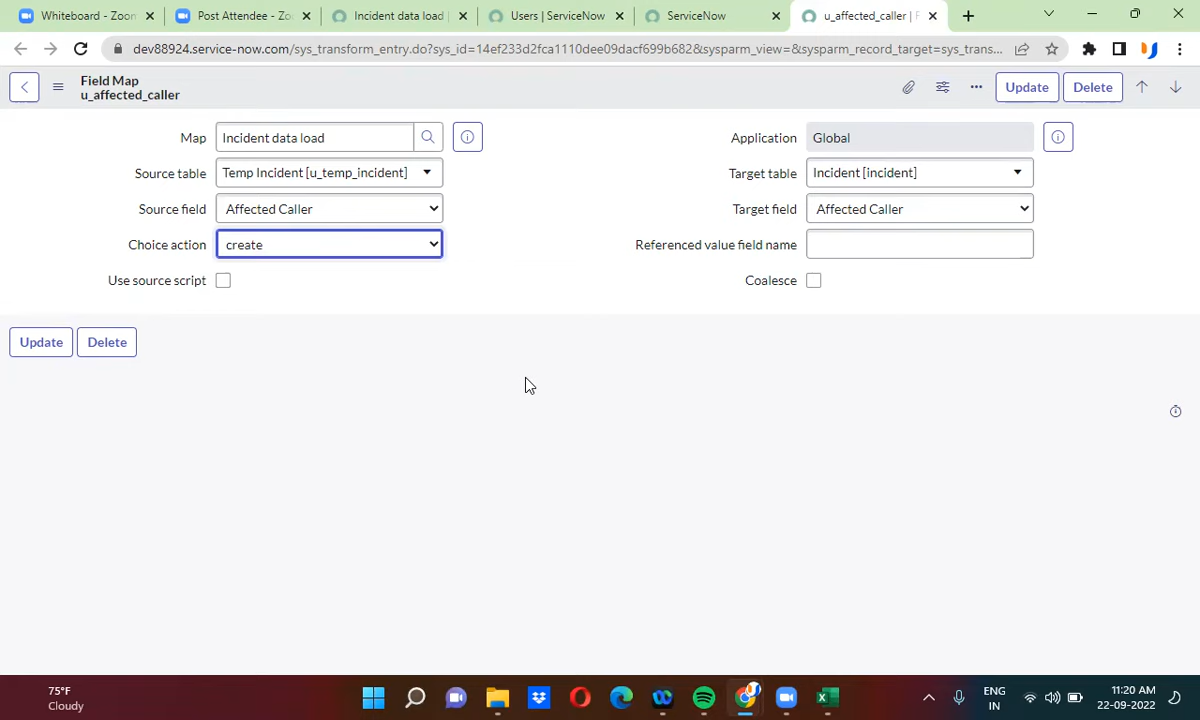 Whiteboard - Zoom
Post Attendee - Zo
Incident data load
Users | ServiceNow
ServiceNow
u_affected_caller | F
dev88924.service-now.com/sys_transform_entry.do?sys_id=14ef233d2fca1110dee09dacf699b682&sysparm_view=&sysparm_record_target=sys_trans...
Field Map
u_affected_caller
Update
Delete
Map
Incident data load
Application
Global
Source table
Temp Incident [u_temp_incident]
Target table
Incident [incident]
Source field
Affected Caller
Target field
Affected Caller
Choice action
create
Referenced value field name
Use source script
Coalesce
Update
Delete
75°F
Cloudy
ENG
IN
11:20 AM
22-09-2022